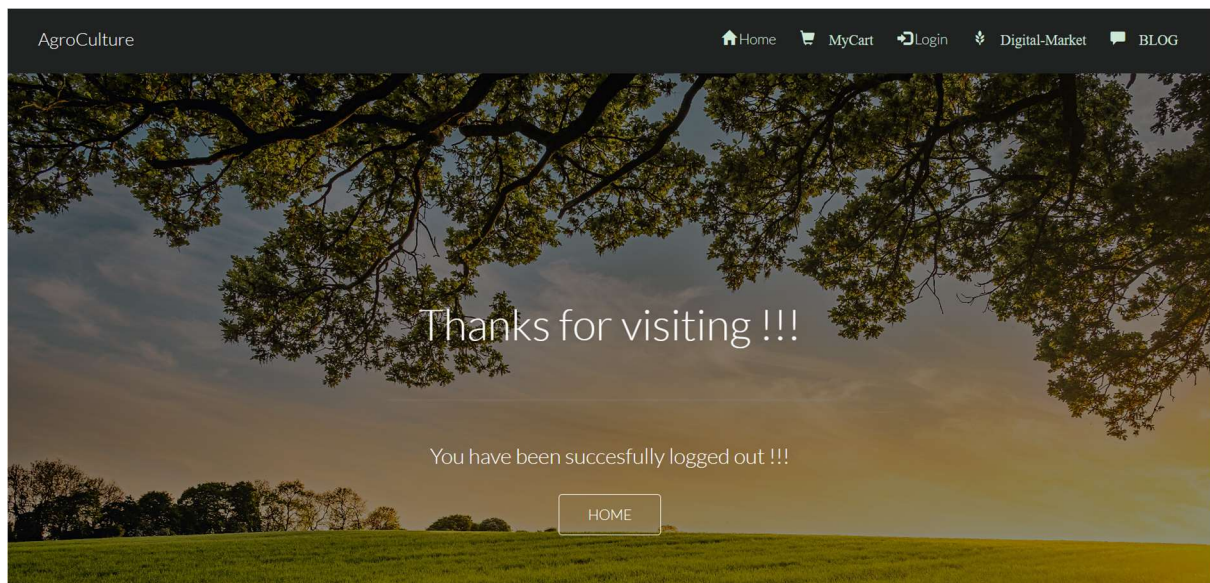 AgroCulture
Home MyCart Login Digital-Market BLOG
Thanks for visiting !!!
You have been succesfully logged out !!!
HOME